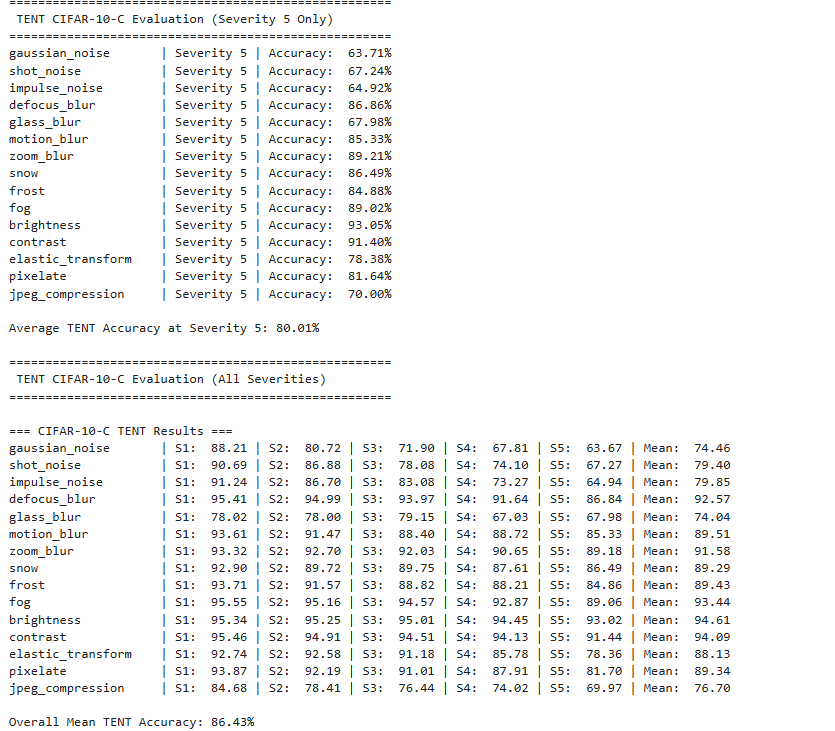 ======================================================
 TENT CIFAR-10-C Evaluation (Severity 5 Only)
======================================================
gaussian_noise       | Severity 5 | Accuracy:  63.71%
shot_noise           | Severity 5 | Accuracy:  67.24%
impulse_noise        | Severity 5 | Accuracy:  64.92%
defocus_blur         | Severity 5 | Accuracy:  86.86%
glass_blur           | Severity 5 | Accuracy:  67.98%
motion_blur          | Severity 5 | Accuracy:  85.33%
zoom_blur            | Severity 5 | Accuracy:  89.21%
snow                 | Severity 5 | Accuracy:  86.49%
frost                | Severity 5 | Accuracy:  84.88%
fog                  | Severity 5 | Accuracy:  89.02%
brightness           | Severity 5 | Accuracy:  93.05%
contrast             | Severity 5 | Accuracy:  91.40%
elastic_transform    | Severity 5 | Accuracy:  78.38%
pixelate             | Severity 5 | Accuracy:  81.64%
jpeg_compression     | Severity 5 | Accuracy:  70.00%

Average TENT Accuracy at Severity 5: 80.01%

======================================================
 TENT CIFAR-10-C Evaluation (All Severities)
======================================================

=== CIFAR-10-C TENT Results ===
gaussian_noise       | S1:  88.21 | S2:  80.72 | S3:  71.90 | S4:  67.81 | S5:  63.67 | Mean:  74.46
shot_noise           | S1:  90.69 | S2:  86.88 | S3:  78.08 | S4:  74.10 | S5:  67.27 | Mean:  79.40
impulse_noise        | S1:  91.24 | S2:  86.70 | S3:  83.08 | S4:  73.27 | S5:  64.94 | Mean:  79.85
defocus_blur         | S1:  95.41 | S2:  94.99 | S3:  93.97 | S4:  91.64 | S5:  86.84 | Mean:  92.57
glass_blur           | S1:  78.02 | S2:  78.00 | S3:  79.15 | S4:  67.03 | S5:  67.98 | Mean:  74.04
motion_blur          | S1:  93.61 | S2:  91.47 | S3:  88.40 | S4:  88.72 | S5:  85.33 | Mean:  89.51
zoom_blur            | S1:  93.32 | S2:  92.70 | S3:  92.03 | S4:  90.65 | S5:  89.18 | Mean:  91.58
snow                 | S1:  92.90 | S2:  89.72 | S3:  89.75 | S4:  87.61 | S5:  86.49 | Mean:  89.29
frost                | S1:  93.71 | S2:  91.57 | S3:  88.82 | S4:  88.21 | S5:  84.86 | Mean:  89.43
fog                  | S1:  95.55 | S2:  95.16 | S3:  94.57 | S4:  92.87 | S5:  89.06 | Mean:  93.44
brightness           | S1:  95.34 | S2:  95.25 | S3:  95.01 | S4:  94.45 | S5:  93.02 | Mean:  94.61
contrast             | S1:  95.46 | S2:  94.91 | S3:  94.51 | S4:  94.13 | S5:  91.44 | Mean:  94.09
elastic_transform    | S1:  92.74 | S2:  92.58 | S3:  91.18 | S4:  85.78 | S5:  78.36 | Mean:  88.13
pixelate             | S1:  93.87 | S2:  92.19 | S3:  91.01 | S4:  87.91 | S5:  81.70 | Mean:  89.34
jpeg_compression     | S1:  84.68 | S2:  78.41 | S3:  76.44 | S4:  74.02 | S5:  69.97 | Mean:  76.70

Overall Mean TENT Accuracy: 86.43%